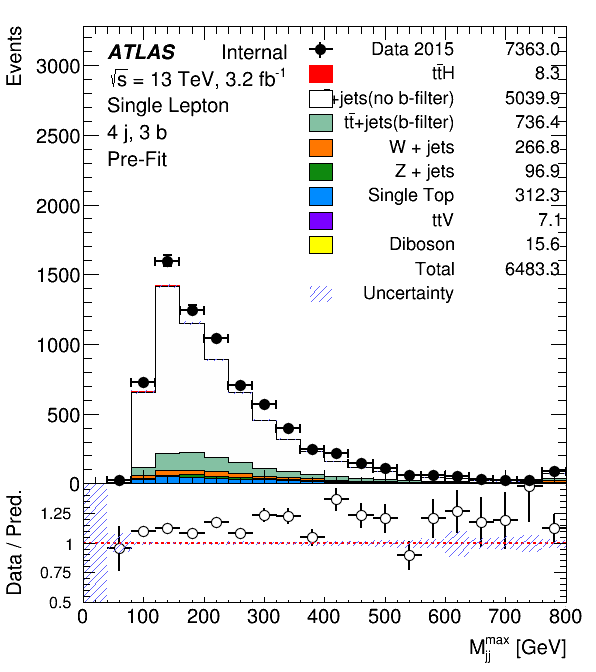 Events
3000
2500
2000
1500
1000
500
0
ATLAS Internal
√s = 13 TeV, 3.2 fb⁻¹
Single Lepton
4 j, 3 b
Pre-Fit
Data 2015 7363.0
tt̄H 8.3
+jets(no b-filter) 5039.9
tt̄+jets(b-filter) 736.4
W + jets 266.8
Z + jets 96.9
Single Top 312.3
ttV 7.1
Diboson 15.6
Total 6483.3
Uncertainty
Data / Pred.
1.25
1
0.75
0.5
0 100 200 300 400 500 600 700 800
M_jj^max [GeV]